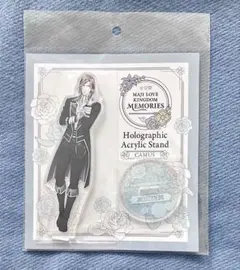 MAJI LOVE
KINGDOM
MEMORIES
Holographic
Acrylic Stand
CAMUS